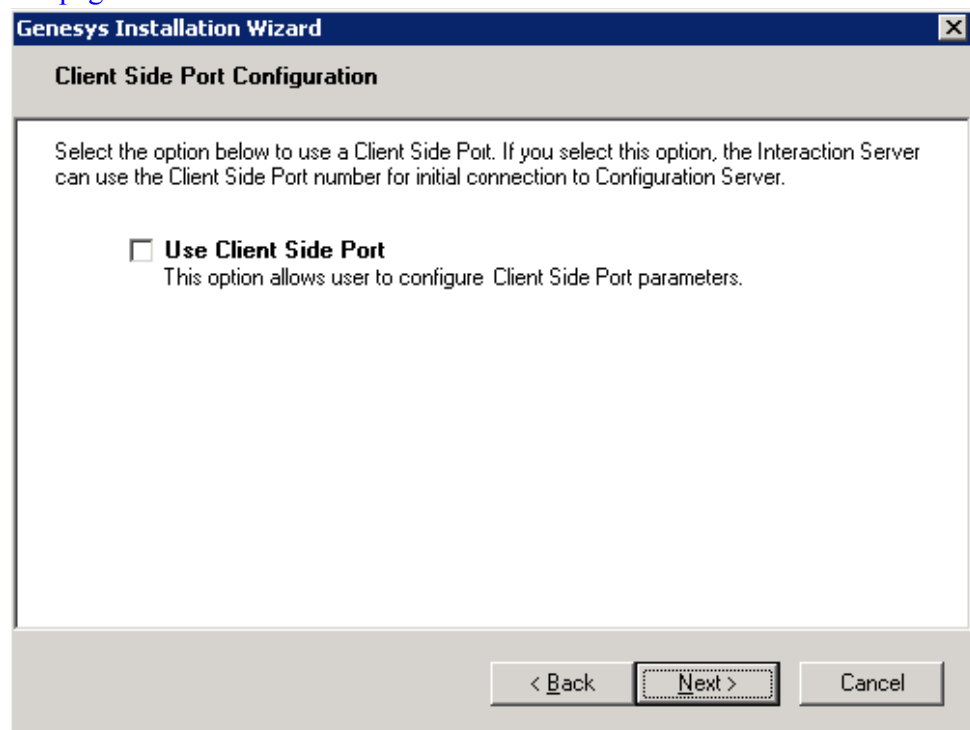 Genesys Installation Wizard
Client Side Port Configuration
Select the option below to use a Client Side Port. If you select this option, the Interaction Server
can use the Client Side Port number for initial connection to Configuration Server.
Use Client Side Port
This option allows user to configure Client Side Port parameters.
< Back Next > Cancel